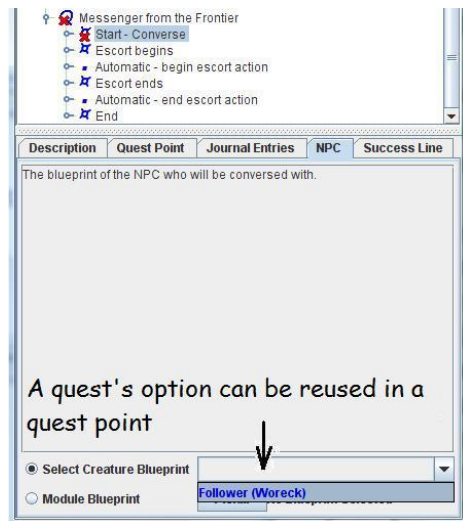 Messenger from the Frontier
Start - Converse
Escort begins
Automatic - begin escort action
Escort ends
Automatic - end escort action
End
Description Quest Point Journal Entries NPC Success Line
The blueprint of the NPC who will be conversed with.
A quest's option can be reused in a
quest point
Select Creature Blueprint
Follower (Woreck)
Module Blueprint